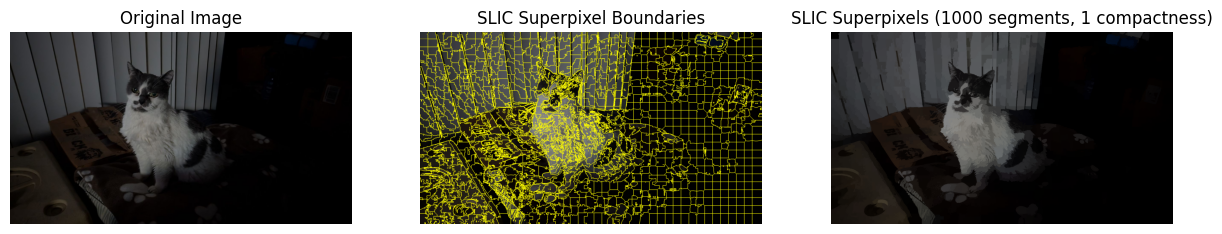 Original Image
SLIC Superpixel Boundaries
SLIC Superpixels (1000 segments, 1 compactness)